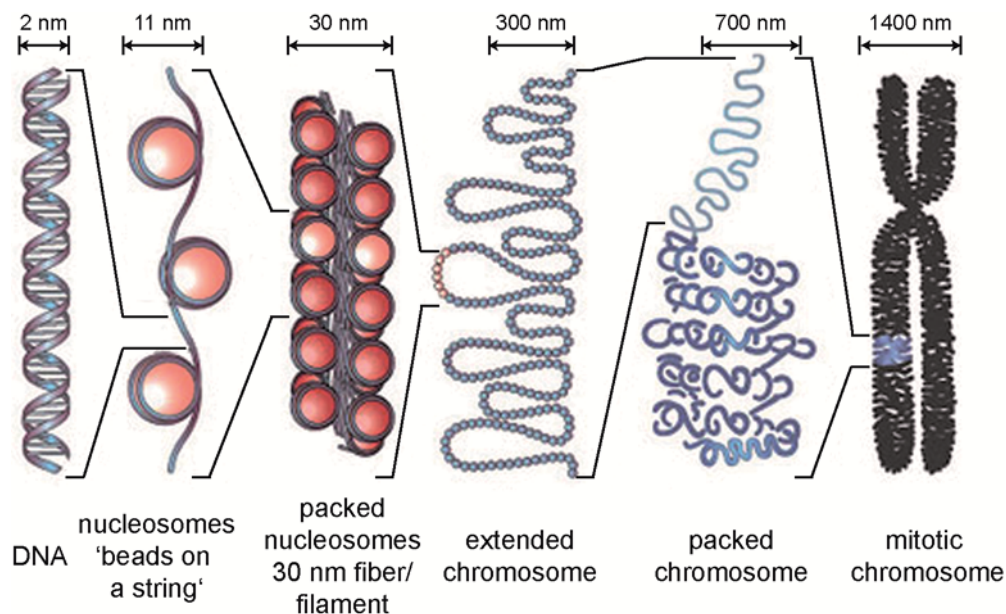 2 nm
11 nm
30 nm
300 nm
700 nm
1400 nm
DNA
nucleosomes
‘beads on
a string‘
packed
nucleosomes
30 nm fiber/
filament
extended
chromosome
packed
chromosome
mitotic
chromosome